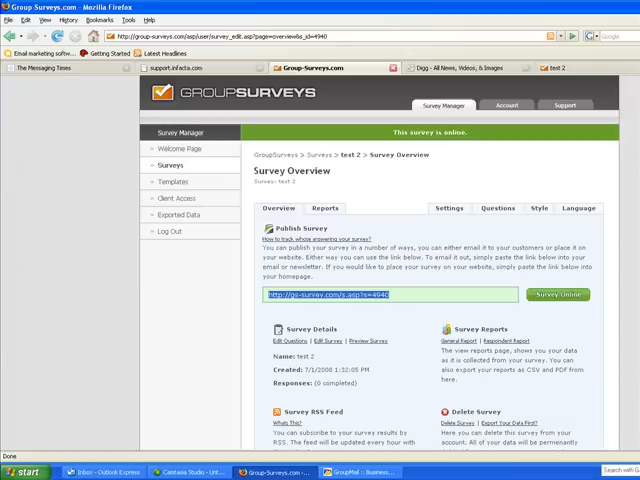 Group-Surveys.com - Mozilla Firefox
File Edit View History Bookmarks Tools Help
http://group-surveys.com/asp/user/survey_edit.asp?page=overview&s_id=4940
Google
Email marketing softw... Getting Started Latest Headlines
The Messaging Times support.infacta.com Group-Surveys.com Digg - All News, Videos, & Images test 2
GROUPSURVEYS
Survey Manager Account Support
Survey Manager
This survey is online.
Welcome Page
Surveys
Templates
Client Access
Exported Data
Log Out
GroupSurveys > Surveys > test 2 > Survey Overview
Survey Overview
Survey: test 2
Overview Reports Settings Questions Style Language
Publish Survey
How to track whose answering your survey?
You can publish your survey in a number of ways, you can either email it to your customers or place it on
your website. Either way you can use the link below. To email it out, simply paste the link below into
your email or newsletter. If you would like to place your survey on your website, simply paste the link below into
your homepage.
http://gs-survey.com/s.asp?s=4940
Survey Online
Survey Details
Edit Questions | Edit Survey | Preview Survey
Name: test 2
Created: 7/1/2008 1:32:05 PM
Responses: (0 completed)
Survey Reports
General Report | Respondent Report
The view reports page, shows you your data
as it is collected from your survey. You can
also export your reports as CSV and PDF from
here.
Survey RSS Feed
Whats This?
You can subscribe to your survey results by
RSS. The feed will be updated every hour with
Delete Survey
Delete Survey | Export Your Data First?
Here you can delete this survey from your
account. All of your data will be permenantly
Done
start Inbox - Outlook Express Camtasia Studio - Unt... Group-Surveys.com -... GroupMail :: Business...
Search with G